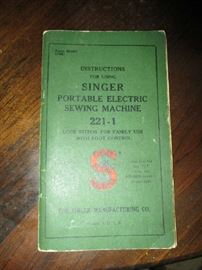 INSTRUCTIONS
FOR USING
SINGER
PORTABLE ELECTRIC
SEWING MACHINE
221-1
LOCK STITCH FOR FAMILY USE
WITH FOOT CONTROL
S
THE SINGER MANUFACTURING CO.